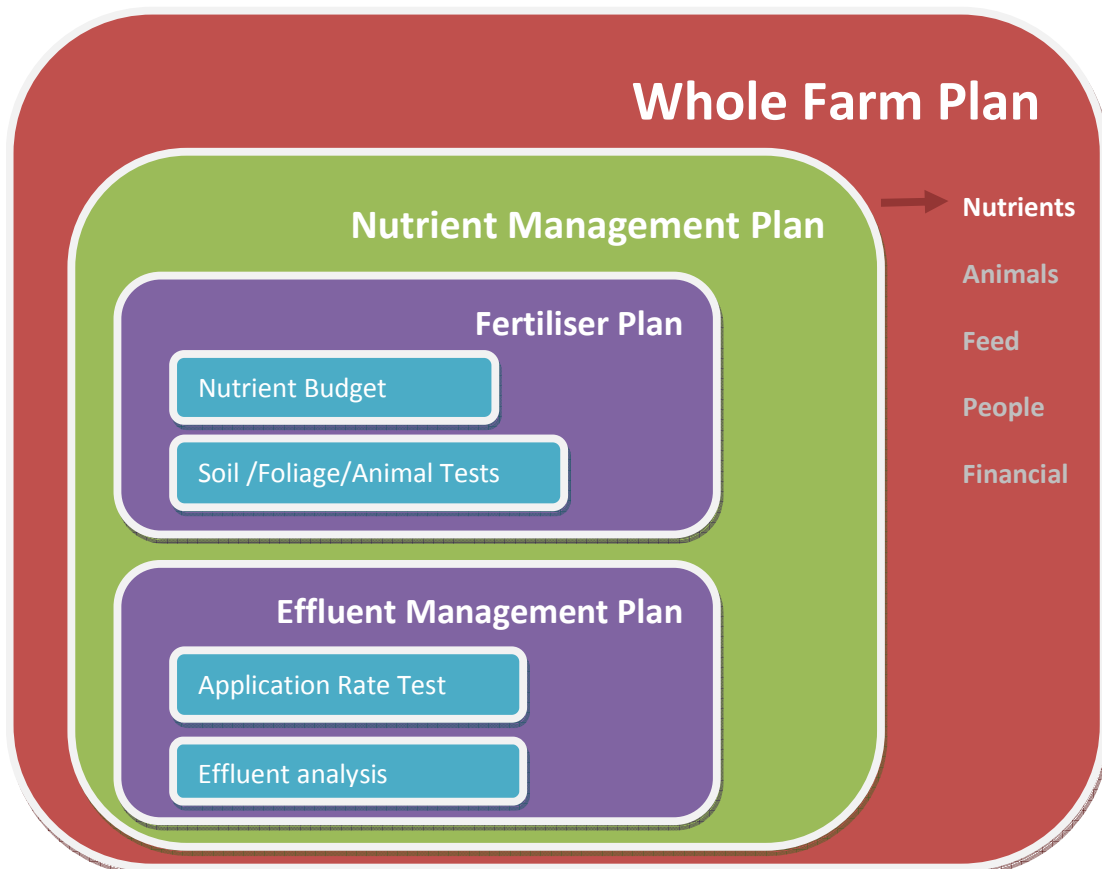 Whole Farm Plan
Nutrient Management Plan
Fertiliser Plan
Nutrient Budget
Soil /Foliage/Animal Tests
Effluent Management Plan
Application Rate Test
Effluent analysis
Nutrients
Animals
Feed
People
Financial